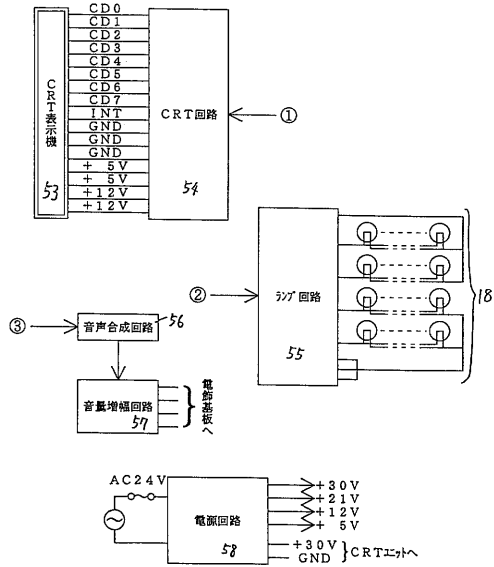 CD0
CD1
CD2
CD3
CD4
CD5
CD6
CD7
INT
GND
GND
GND
+ 5V
+ 5V
+12V
+12V
CRT表示機
53
CRT回路
54
①
②
ランプ回路
55
18
③
音声合成回路
56
音量増幅回路
57
電飾基板へ
AC24V
電源回路
58
+30V
+21V
+12V
+ 5V
+30V
GND
CRTユニットへ